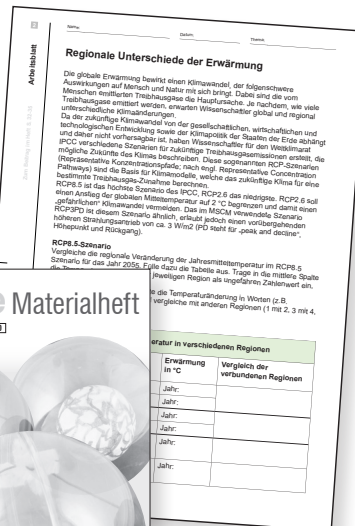 Name:
Datum:
Thema:
Arbeitsblatt
Regionale Unterschiede der Erwärmung
Die globale Erwärmung bewirkt einen Klimawandel, der folgenschwere
Auswirkungen auf Mensch und Natur mit sich bringt. Dabei sind die vom
Menschen emittierten Treibhausgase die Hauptursache. Je nachdem, wie viele
Treibhausgase emittiert werden, erwarten Wissenschaftler global und regional
unterschiedliche Klimaänderungen.
Da der zukünftige Klimawandel von der gesellschaftlichen, wirtschaftlichen und
technologischen Entwicklung sowie der Klimapolitik der Staaten der Erde abhängt
und daher nicht vorhersagbar ist, haben Wissenschaftler für den Weltklimarat
IPCC verschiedene Szenarien für zukünftige Treibhausgasemissionen erstellt, die
mögliche Zukünfte des Klimas beschreiben. Diese sogenannten RCP-Szenarien
(Repräsentative Konzentrationspfade; nach engl. Representative Concentration
Pathways) sind die Basis für Klimamodelle, welche das zukünftige Klima für eine
bestimmte Treibhausgas-Zunahme berechnen.
RCP8.5 ist das höchste Szenario des IPCC, RCP2.6 das niedrigste. RCP2.6 soll
einen Anstieg der globalen Mitteltemperatur auf 2 °C begrenzen und damit einen
„gefährlichen“ Klimawandel vermeiden. Das im MSCM verwendete Szenario
RCP3PD ist diesem Szenario ähnlich, erlaubt jedoch einen vorübergehenden
höheren Strahlungsantrieb von ca. 3 W/m2 (PD steht für „peak and decline“,
Höhepunkt und Rückgang).
RCP8.5-Szenario
Vergleiche die regionale Veränderung der Jahresmitteltemperatur im RCP8.5
Szenario für das Jahr 2055. Fülle dazu die Tabelle aus. Trage in die mittlere Spalte
jeweiligen Region als ungefähren Zahlenwert ein.
die Temperaturänderung in Worten (z.B.
vergleiche mit anderen Regionen (1 mit 2, 3 mit 4,
Materialheft
eratur in verschiedenen Regionen
Erwärmung
in °C
Vergleich der
verbundenen Regionen
Jahr:
Jahr:
Jahr:
Jahr:
Jahr:
Jahr: